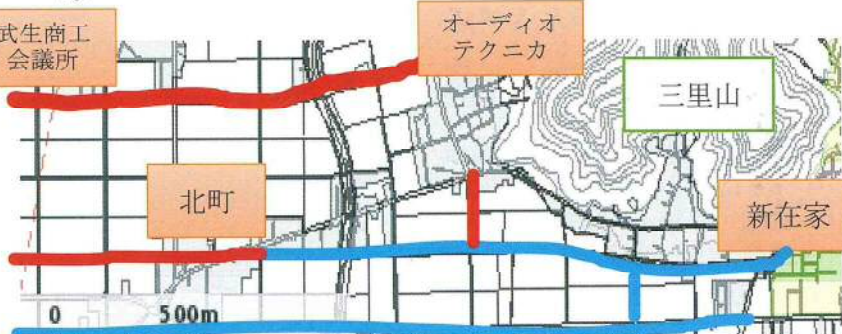 武生商工
会議所
オーディオ
テクニカ
三里山
北町
新在家
0 500m